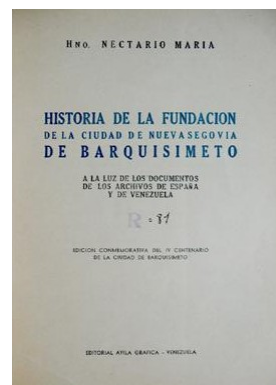 HNO. NECTARIO MARIA
HISTORIA DE LA FUNDACION
DE LA CIUDAD DE NUEVA SEGOVIA
DE BARQUISIMETO
A LA LUZ DE LOS DOCUMENTOS
DE LOS ARCHIVOS DE ESPAÑA
Y DE VENEZUELA
R
EDICION CONMEMORATIVA DEL IV CENTENARIO
DE LA CIUDAD DE BARQUISIMETO
EDITORIAL AVILA GRAFICA - VENEZUELA